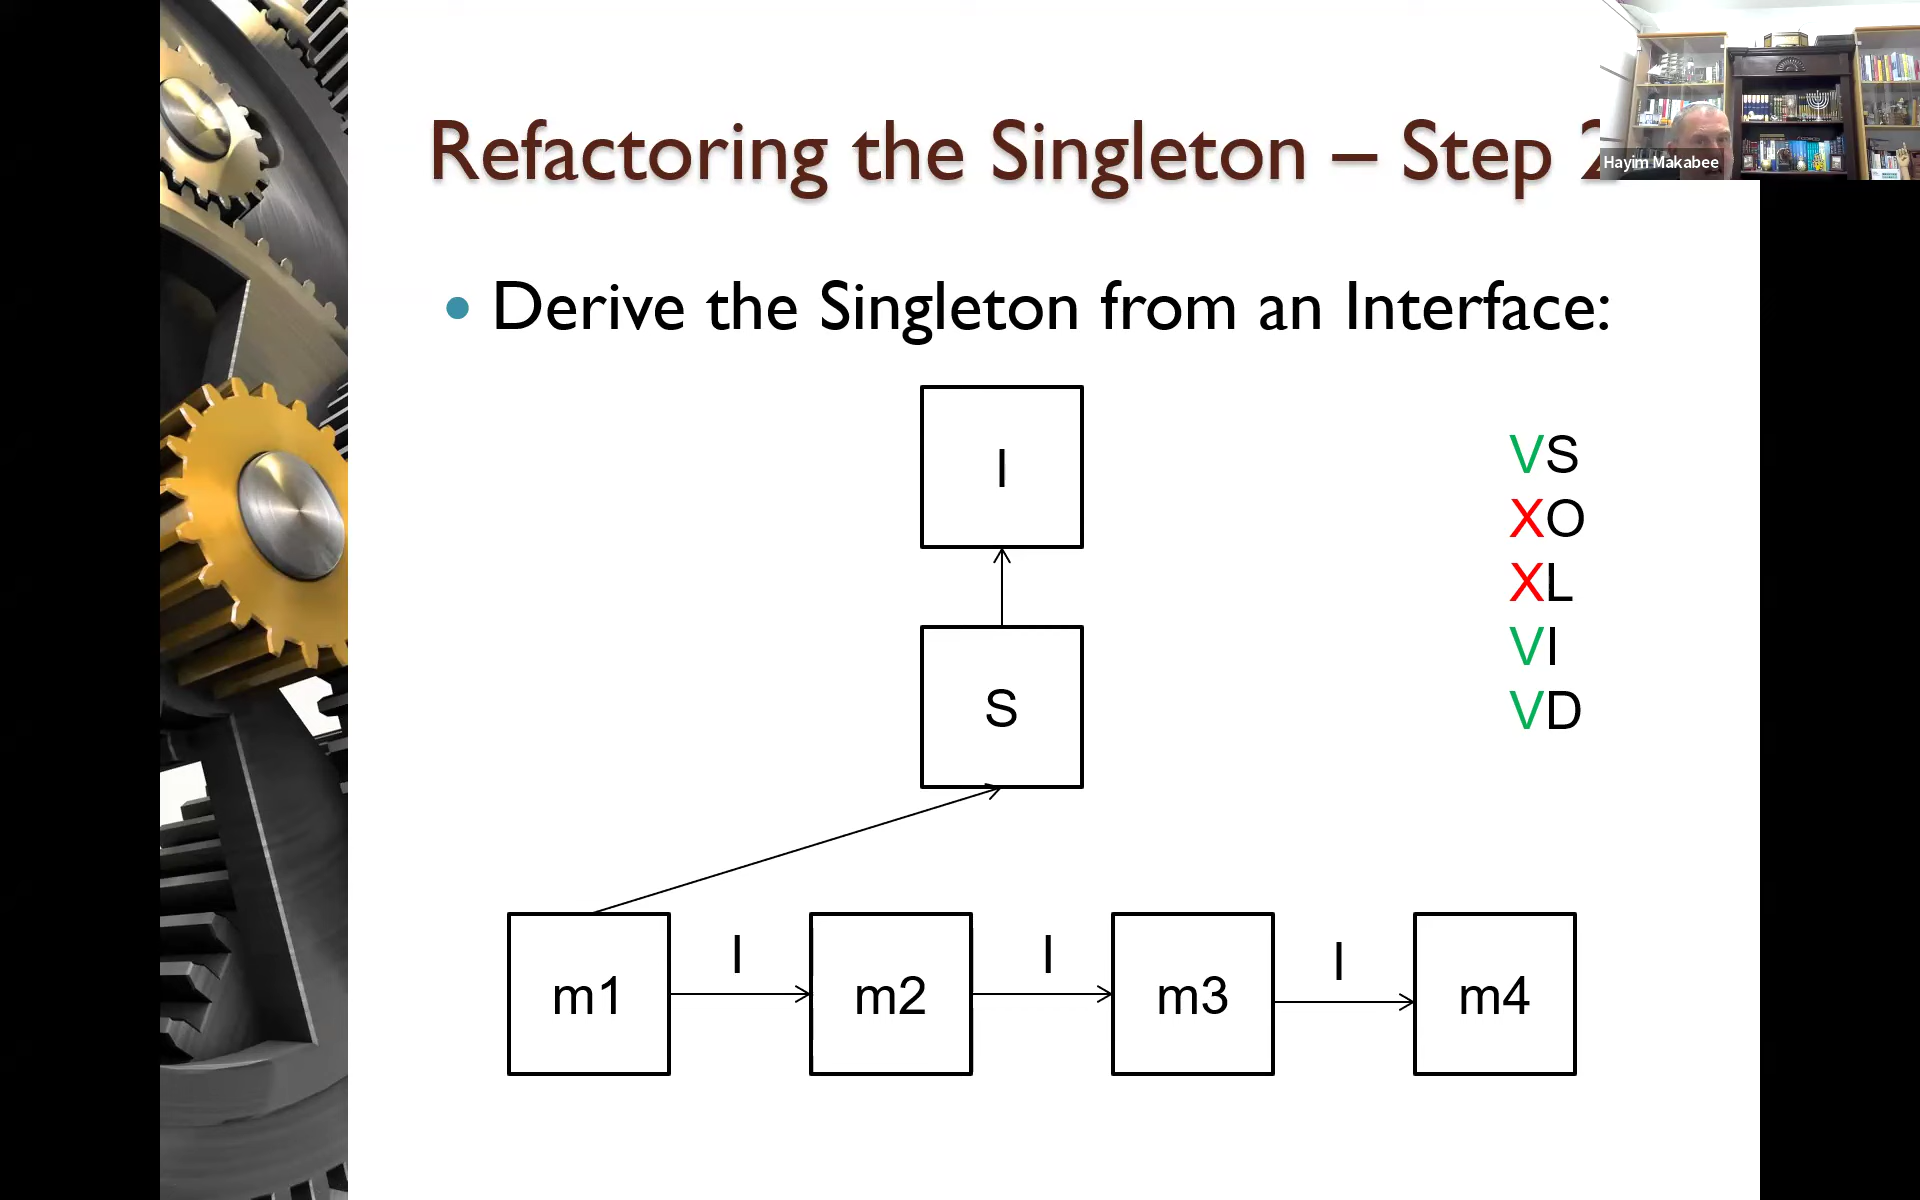 Refactoring the Singleton – Step 2
Hayim Makabee
• Derive the Singleton from an Interface:
I
VS
XO
XL
VI
VD
S
I
I
I
m1
m2
m3
m4